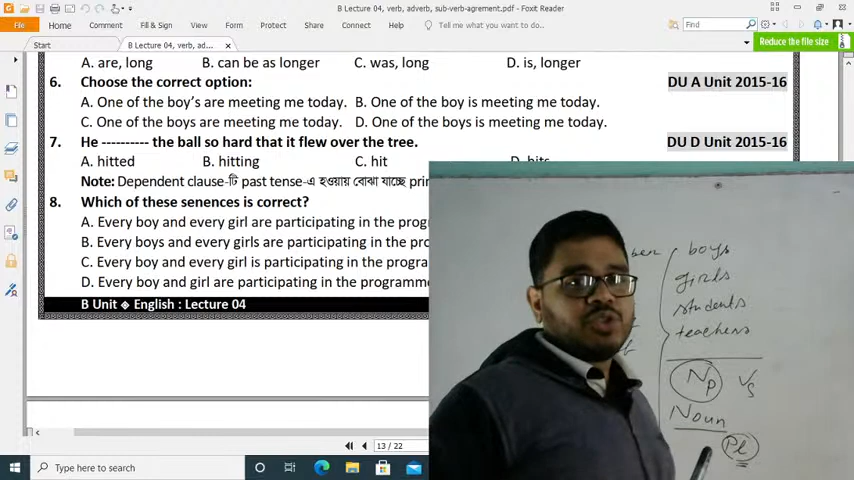 B Lecture 04, verb, adverb, sub-verb-agrement.pdf - Foxit Reader
File Home Comment Fill & Sign View Form Protect Share Help Tell me what you want to do... Find
Start B Lecture 04, verb, ad...
Reduce the file size
A. are, long B. can be as longer C. was, long D. is, longer
6. Choose the correct option: DU A Unit 2015-16
A. One of the boy's are meeting me today. B. One of the boy is meeting me today.
C. One of the boys are meeting me today. D. One of the boys is meeting me today.
7. He ---------- the ball so hard that it flew over the tree. DU D Unit 2015-16
A. hitted B. hitting C. hit D. hits
Note: Dependent clause-টি past tense-এ হওয়ায় বোঝা যাচ্ছে prin
8. Which of these senences is correct?
A. Every boy and every girl are participating in the progr
B. Every boys and every girls are participating in the pro
C. Every boy and every girl is participating in the progra
D. Every boy and girl are participating in the programme
B Unit ❖ English : Lecture 04
ber boys
girls
students
teachers
Np Vs
Noun
Pl
13 / 22
Type here to search